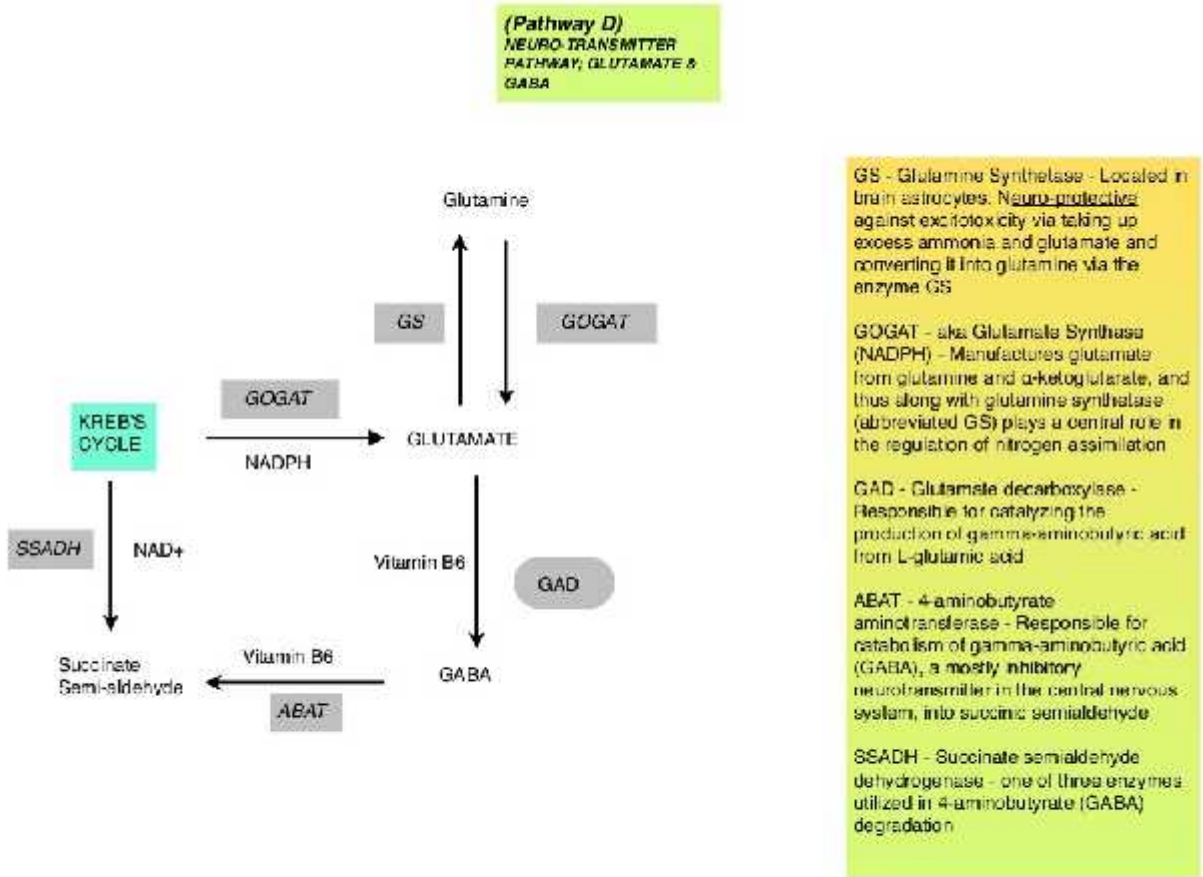 (Pathway D)
NEURO-TRANSMITTER
PATHWAY; GLUTAMATE &
GABA
Glutamine
GS
GOGAT
GOGAT
KREB'S
CYCLE
GLUTAMATE
NADPH
SSADH
NAD+
Vitamin B6
GAD
Succinate
Semi-aldehyde
Vitamin B6
GABA
ABAT
GS - Glutamine Synthetase - Located in
brain astrocytes. Neuro-protective
against excitotoxicity via taking up
excess ammonia and glutamate and
converting it into glutamine via the
enzyme GS
GOGAT - aka Glutamate Synthase
(NADPH) - Manufactures glutamate
from glutamine and α-ketoglutarate, and
thus along with glutamine synthetase
(abbreviated GS) plays a central role in
the regulation of nitrogen assimilation
GAD - Glutamate decarboxylase -
Responsible for catalyzing the
production of gamma-aminobutyric acid
from L-glutamic acid
ABAT - 4-aminobutyrate
aminotransferase - Responsible for
catabolism of gamma-aminobutyric acid
(GABA), a mostly inhibitory
neurotransmitter in the central nervous
system, into succinic semialdehyde
SSADH - Succinate semialdehyde
dehydrogenase - one of three enzymes
utilized in 4-aminobutyrate (GABA)
degradation